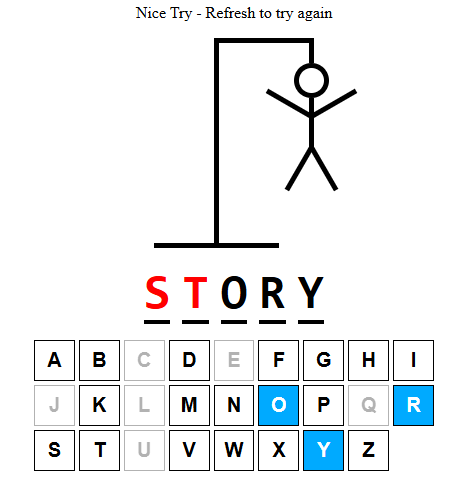 Nice Try - Refresh to try again
STORY
A B C D E F G H I
J K L M N O P Q R
S T U V W X Y Z